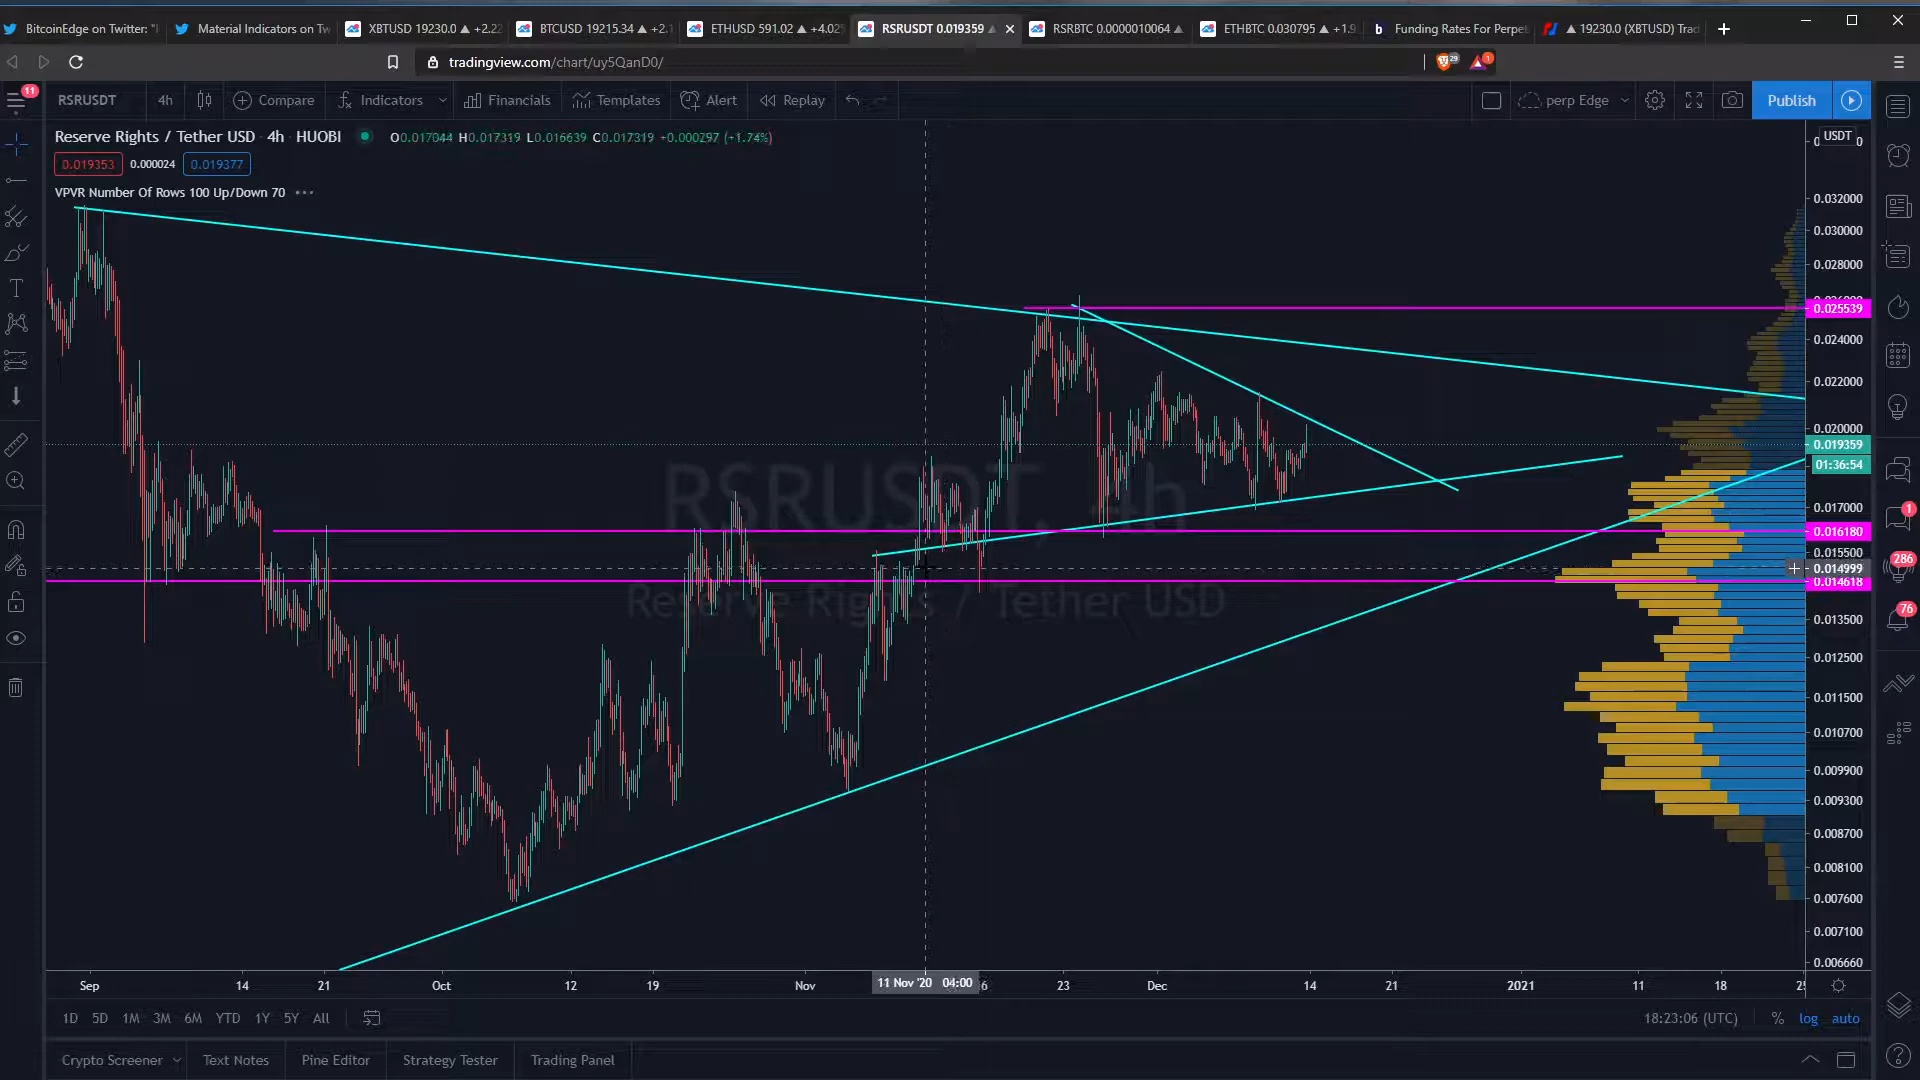 BitcoinEdge on Twitter: "I
Material Indicators on Tw
XBTUSD 19230.0 ▲ +2.22
BTCUSD 19215.34 ▲ +2.1
ETHUSD 591.02 ▲ +4.02
RSRUSDT 0.019359 ▲
RSRBTC 0.0000010064 ▲
ETHBTC 0.030795 ▲ +1.9
Funding Rates For Perpet
▲ 19230.0 (XBTUSD) Trad
tradingview.com/chart/uy5QanD0/
29
1
11
RSRUSDT
4h
Compare
Indicators
Financials
Templates
Alert
Replay
perp Edge
Publish
Reserve Rights / Tether USD · 4h · HUOBI
O0.017044 H0.017319 L0.016639 C0.017319 +0.000297 (+1.74%)
USDT
0.019353
0.000024
0.019377
VPVR Number Of Rows 100 Up/Down 70
RSRUSDT, 4h
Reserve Rights / Tether USD
0.032000
0.030000
0.028000
0.025539
0.024000
0.022000
0.020000
0.019359
01:36:54
0.017000
0.016180
0.015500
0.014999
0.014618
0.013500
0.012500
0.011500
0.010700
0.009900
0.009300
0.008700
0.008100
0.007600
0.007100
0.006660
1
286
76
Sep
14
21
Oct
12
19
Nov
11 Nov '20 04:00
6
23
Dec
14
21
2021
11
18
25
1D
5D
1M
3M
6M
YTD
1Y
5Y
All
18:23:06 (UTC)
%
log
auto
Crypto Screener
Text Notes
Pine Editor
Strategy Tester
Trading Panel